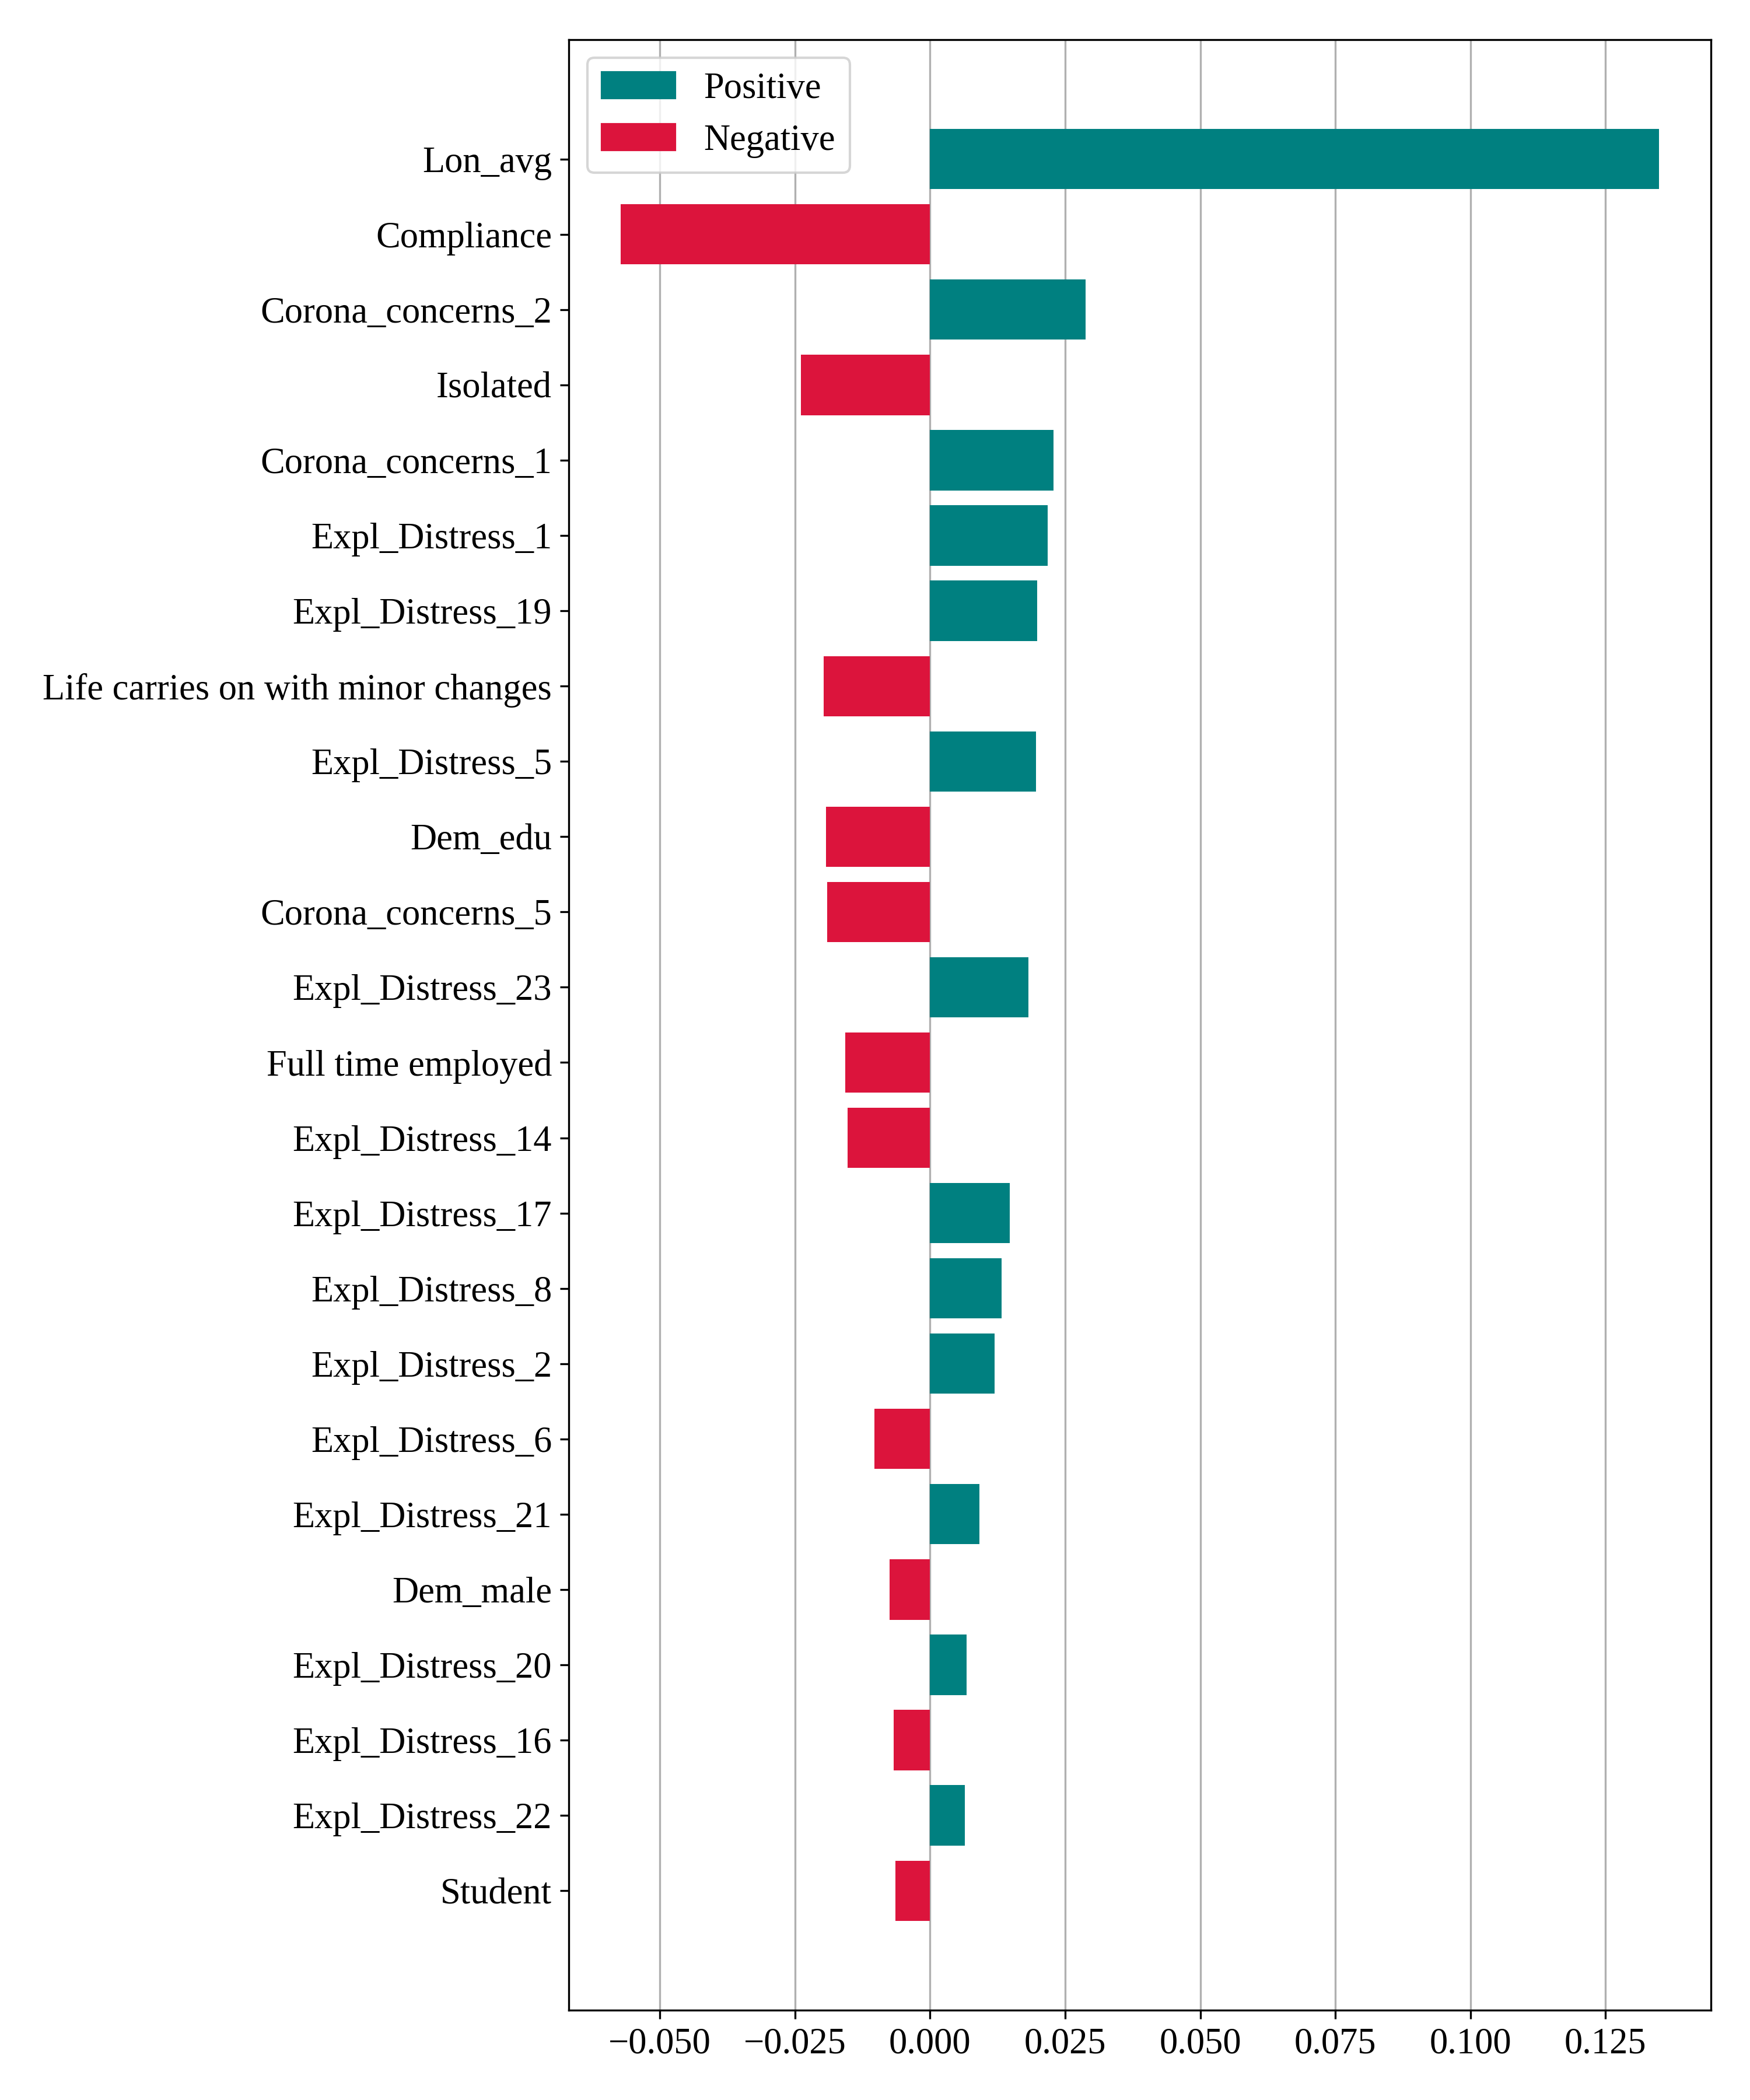 Positive
Negative
Lon_avg
Compliance
Corona_concerns_2
Isolated
Corona_concerns_1
Expl_Distress_1
Expl_Distress_19
Life carries on with minor changes
Expl_Distress_5
Dem_edu
Corona_concerns_5
Expl_Distress_23
Full time employed
Expl_Distress_14
Expl_Distress_17
Expl_Distress_8
Expl_Distress_2
Expl_Distress_6
Expl_Distress_21
Dem_male
Expl_Distress_20
Expl_Distress_16
Expl_Distress_22
Student
−0.050 −0.025 0.000 0.025 0.050 0.075 0.100 0.125